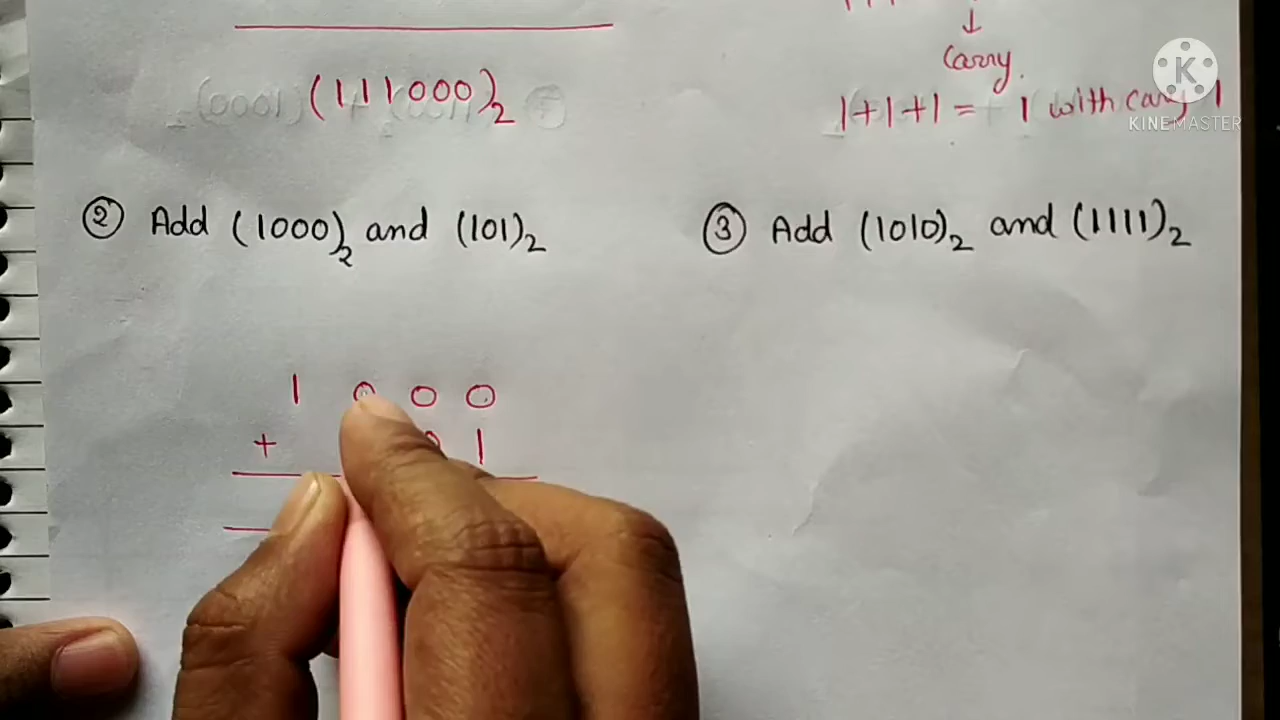 Carry.
(111000)₂
1+1+1 = 1 with carry 1
K
KINEMASTER
② Add (1000)₂ and (101)₂
③ Add (1010)₂ and (1111)₂
1 0 0 0
+ 0 1